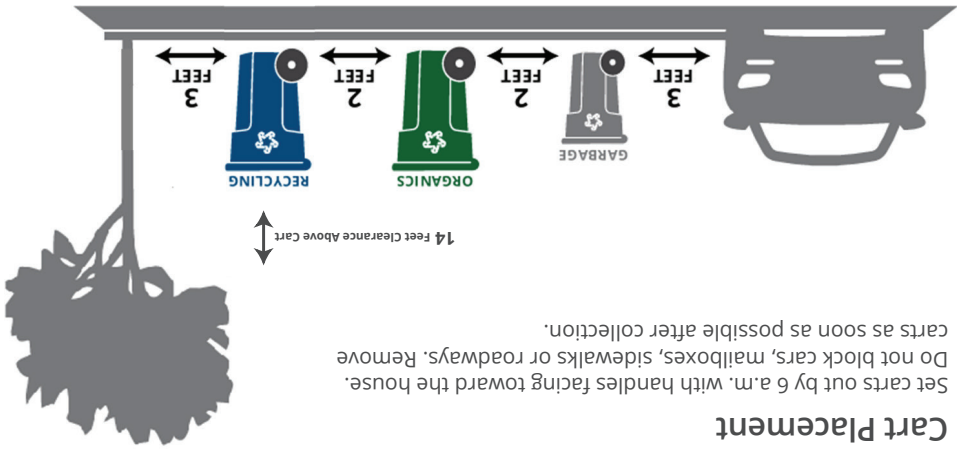 Cart Placement
Set carts out by 6 a.m. with handles facing toward the house.
Do not block cars, mailboxes, sidewalks or roadways. Remove
carts as soon as possible after collection.
14 Feet Clearance Above Cart
GARBAGE
ORGANICS
RECYCLING
3
FEET
2
FEET
2
FEET
3
FEET